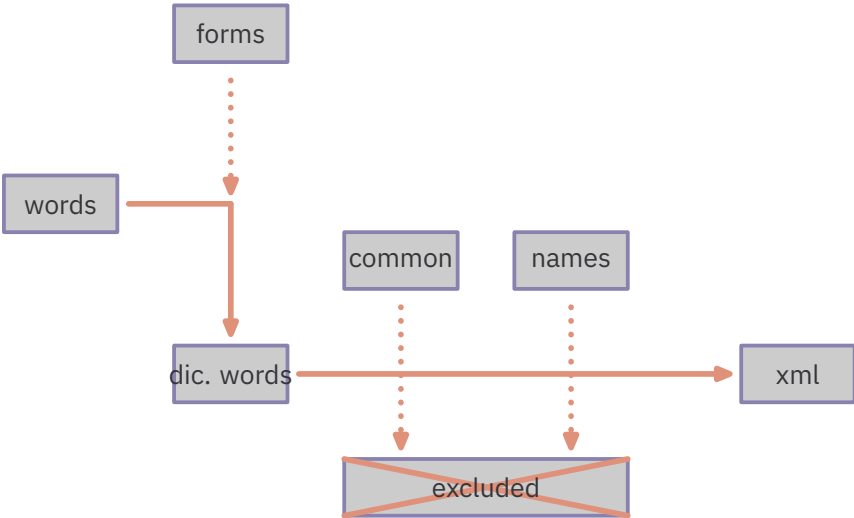 forms
words
common
names
dic. words
xml
excluded